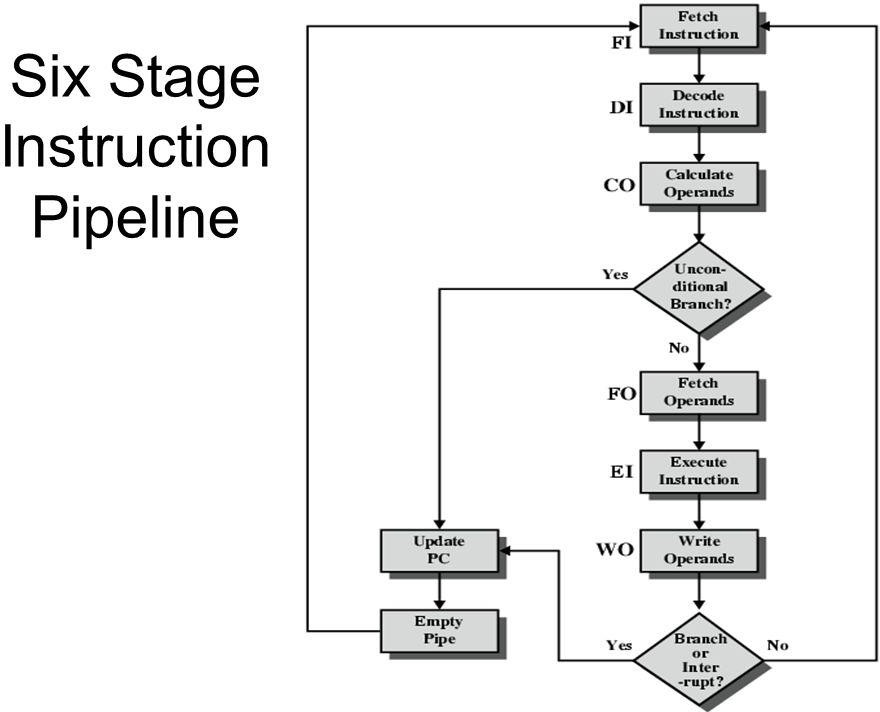 Six Stage
Instruction
Pipeline
Fetch
Instruction
FI
Decode
Instruction
DI
Calculate
Operands
CO
Uncon-
ditional
Branch?
Yes
No
Fetch
Operands
FO
Execute
Instruction
EI
Write
Operands
WO
Update
PC
Empty
Pipe
Branch
or
Inter
-rupt?
Yes
No